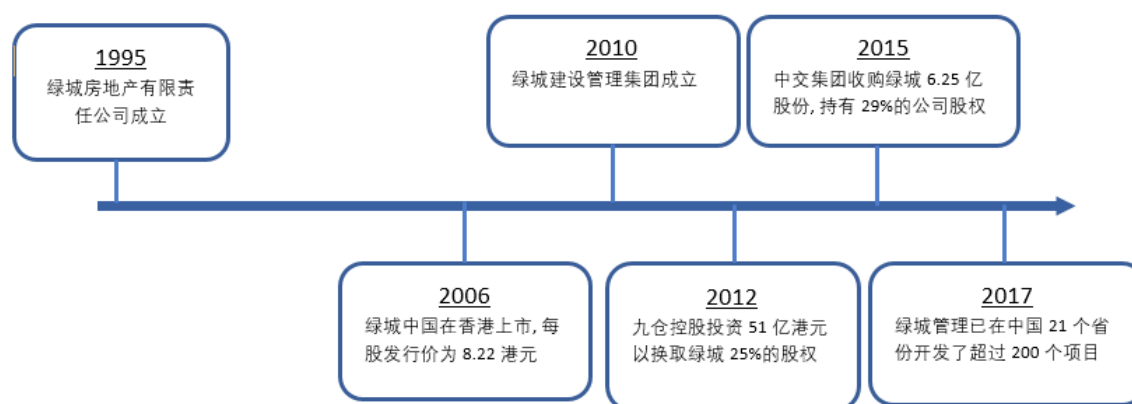 1995
绿城房地产有限责
任公司成立
2010
绿城建设管理集团成立
2015
中交集团收购绿城 6.25 亿
股份, 持有 29%的公司股权
2006
绿城中国在香港上市, 每
股发行价为 8.22 港元
2012
九仓控股投资 51 亿港元
以换取绿城 25%的股权
2017
绿城管理已在中国 21 个省
份开发了超过 200 个项目